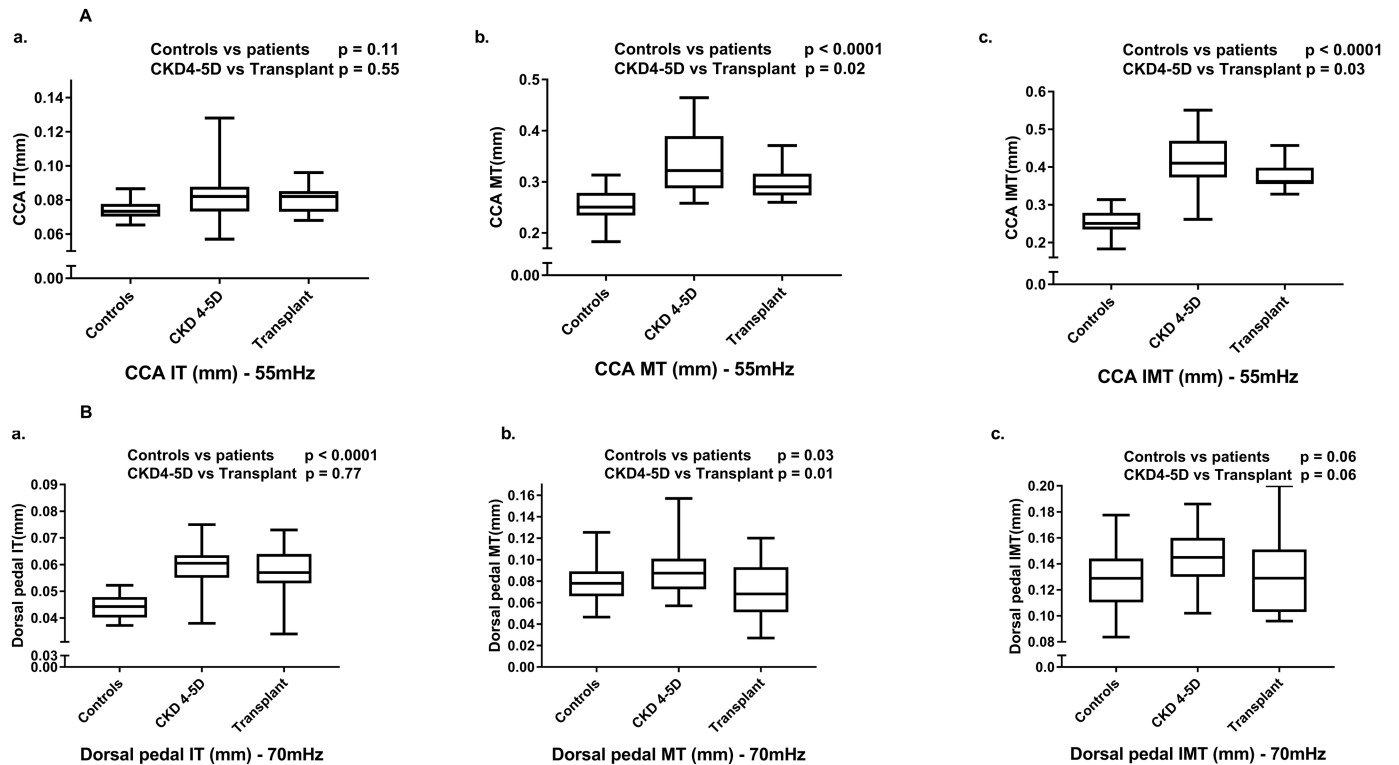 A
a.
Controls vs patients p = 0.11
CKD4-5D vs Transplant p = 0.55
CCA IT(mm)
0.14
0.12
0.10
0.08
0.06
0.00
Controls
CKD 4-5D
Transplant
CCA IT (mm) - 55mHz
b.
Controls vs patients p < 0.0001
CKD4-5D vs Transplant p = 0.02
CCA MT(mm)
0.5
0.4
0.3
0.2
0.00
Controls
CKD 4-5D
Transplant
CCA MT (mm) - 55mHz
c.
Controls vs patients p < 0.0001
CKD4-5D vs Transplant p = 0.03
CCA IMT(mm)
0.6
0.5
0.4
0.3
0.2
0.0
Controls
CKD 4-5D
Transplant
CCA IMT (mm) - 55mHz
B
a.
Controls vs patients p < 0.0001
CKD4-5D vs Transplant p = 0.77
Dorsal pedal IT(mm)
0.09
0.08
0.06
0.05
0.04
0.03
0.00
Controls
CKD 4-5D
Transplant
Dorsal pedal IT (mm) - 70mHz
b.
Controls vs patients p = 0.03
CKD4-5D vs Transplant p = 0.01
Dorsal pedal MT(mm)
0.16
0.14
0.12
0.10
0.08
0.06
0.04
0.02
0.00
Controls
CKD 4-5D
Transplant
Dorsal pedal MT (mm) - 70mHz
c.
Controls vs patients p = 0.06
CKD4-5D vs Transplant p = 0.06
Dorsal pedal IMT(mm)
0.20
0.18
0.16
0.14
0.12
0.10
0.08
0.0
Controls
CKD 4-5D
Transplant
Dorsal pedal IMT (mm) - 70mHz